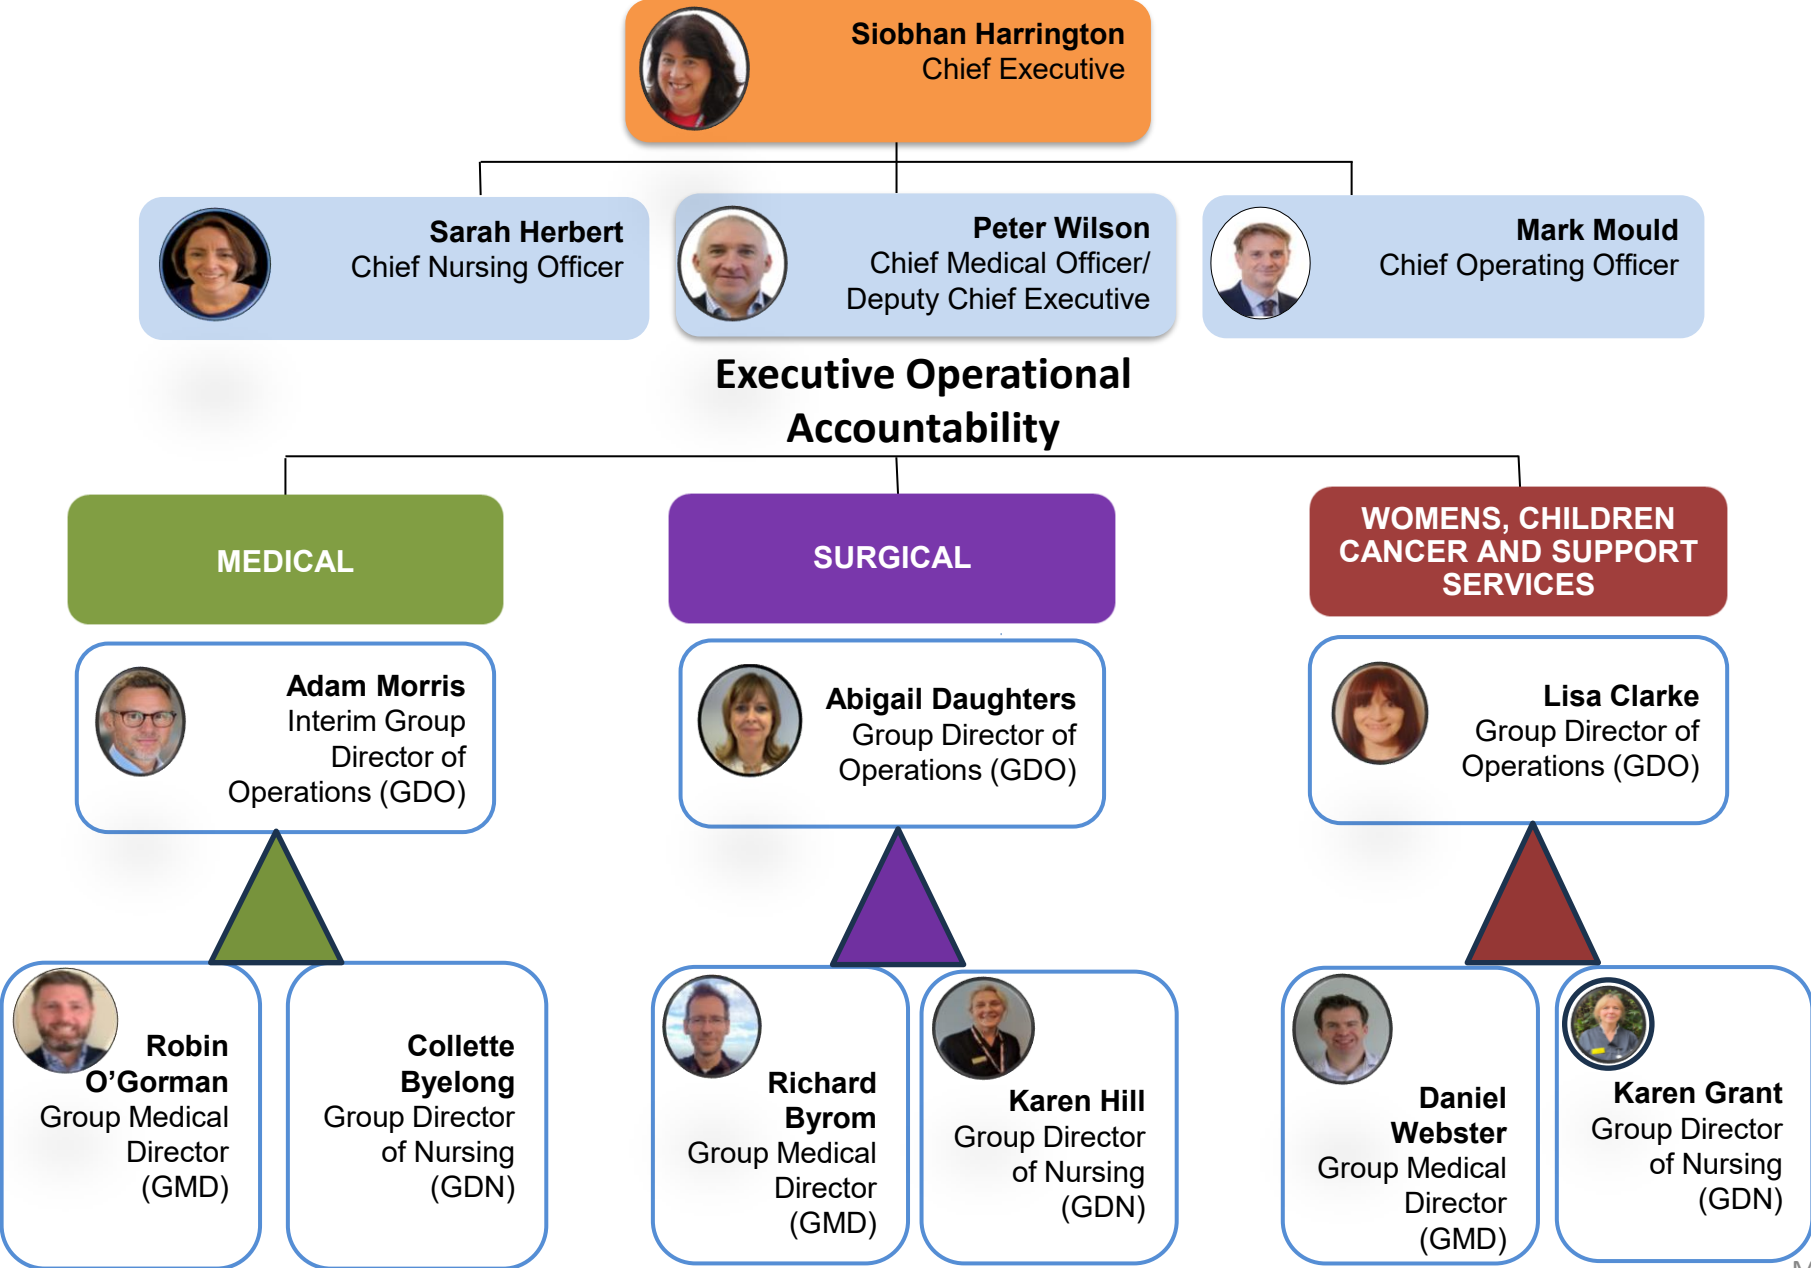 Siobhan Harrington
Chief Executive
Sarah Herbert
Chief Nursing Officer
Peter Wilson
Chief Medical Officer/
Deputy Chief Executive
Mark Mould
Chief Operating Officer
Executive Operational
Accountability
MEDICAL
SURGICAL
WOMENS, CHILDREN
CANCER AND SUPPORT
SERVICES
Adam Morris
Interim Group
Director of
Operations (GDO)
Abigail Daughters
Group Director of
Operations (GDO)
Lisa Clarke
Group Director of
Operations (GDO)
Robin
O’Gorman
Group Medical
Director
(GMD)
Collette
Byelong
Group Director
of Nursing
(GDN)
Richard
Byrom
Group Medical
Director
(GMD)
Karen Hill
Group Director
of Nursing
(GDN)
Daniel
Webster
Group Medical
Director
(GMD)
Karen Grant
Group Director
of Nursing
(GDN)